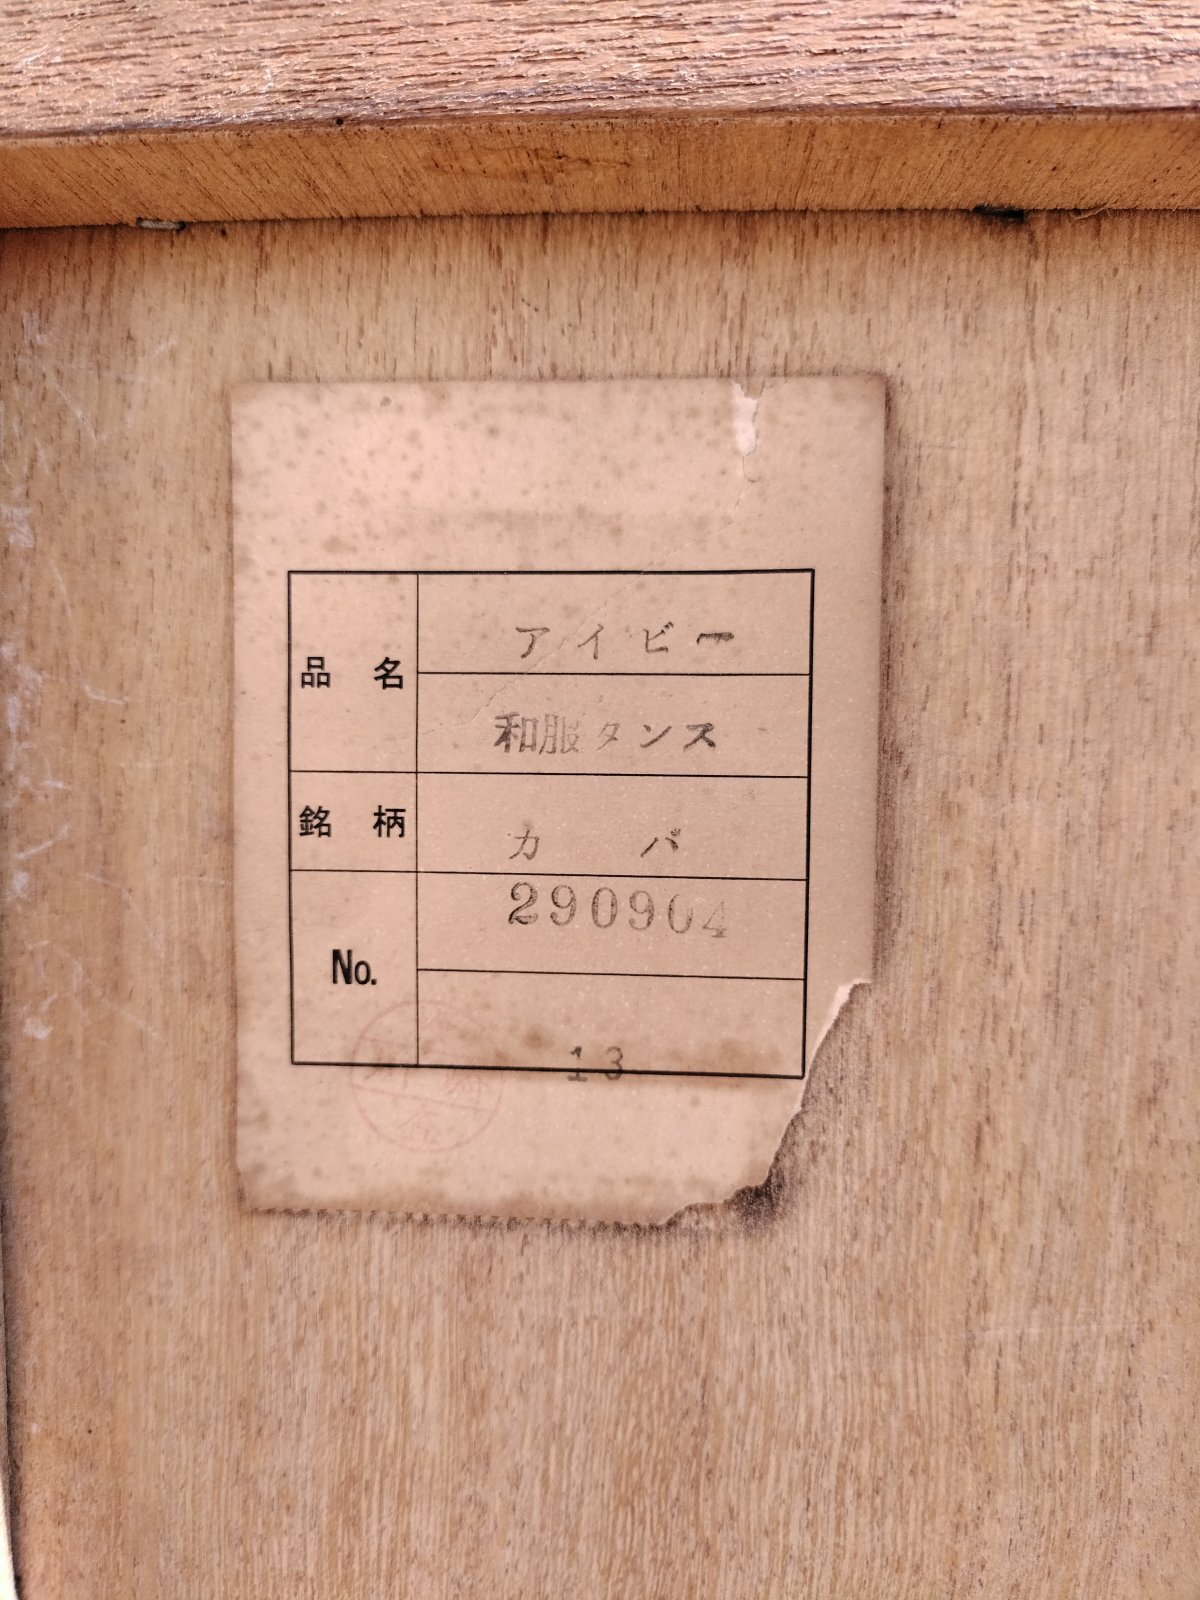 品 名 アイビー
和服タンス
銘 柄 カ バ
No. 290904
13